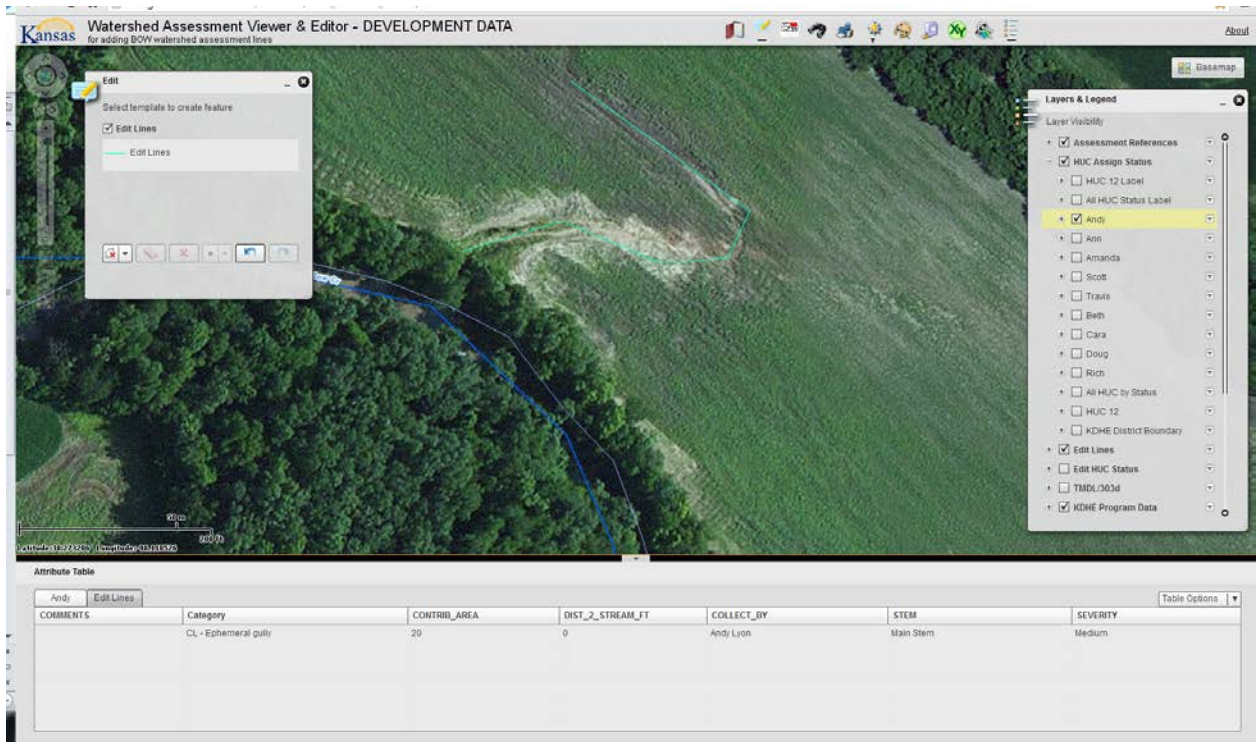 Kansas
Watershed Assessment Viewer & Editor - DEVELOPMENT DATA
for adding BOW watershed assessment lines
About
Basemap
Edit
Select template to create feature
Edit Lines
Edit Lines
Layers & Legend
Layer Visibility
Assessment References
HUC Assign Status
HUC 12 Label
All HUC Status Label
Andy
Ann
Amanda
Scott
Travis
Beth
Cara
Doug
Rich
All HUC by Status
HUC 12
KDHE District Boundary
Edit Lines
Edit HUC Status
TMDL/303d
KDHE Program Data
50 m
200 ft
Attribute Table
Andy Edit Lines Table Options
COMMENTS Category CONTRIB_AREA DIST_2_STREAM_FT COLLECT_BY STEM SEVERITY
CL - Ephemeral gully 20 0 Andy Lyon Main Stem Medium